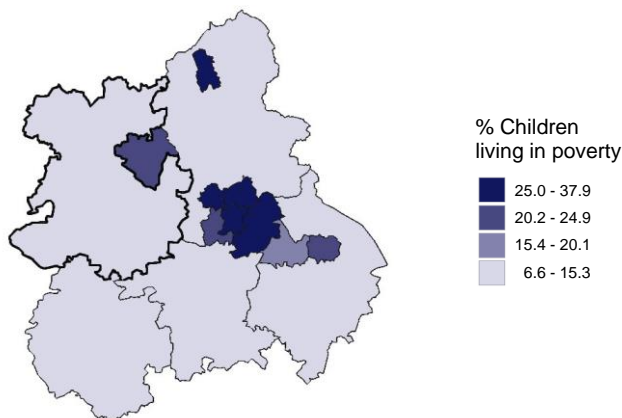 % Children
living in poverty
25.0 - 37.9
20.2 - 24.9
15.4 - 20.1
6.6 - 15.3